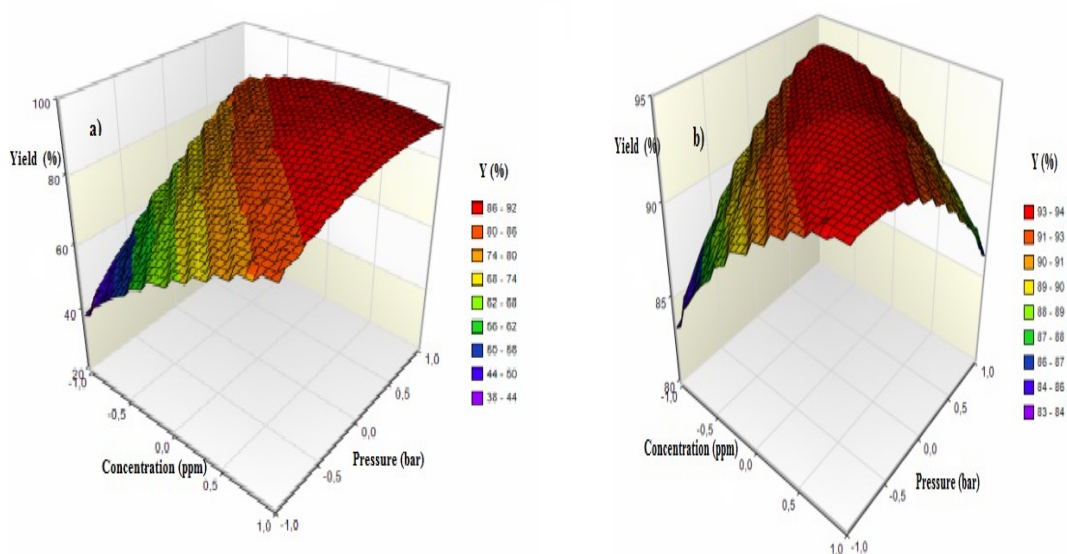 a)
Yield (%)
100
80
60
40
20
-1,0
-0,5
0,0
0,5
1,0
Concentration (ppm)
-1,0
-0,5
0,0
0,5
1,0
Pressure (bar)
Y (%)
86 - 92
80 - 86
74 - 80
68 - 74
62 - 68
56 - 62
50 - 56
44 - 50
38 - 44
b)
Yield (%)
95
90
85
80
-1,0
-0,5
0,0
0,5
1,0
Concentration (ppm)
-1,0
-0,5
0,0
0,5
1,0
Pressure (bar)
Y (%)
93 - 94
91 - 93
90 - 91
89 - 90
88 - 89
87 - 88
86 - 87
84 - 86
83 - 84